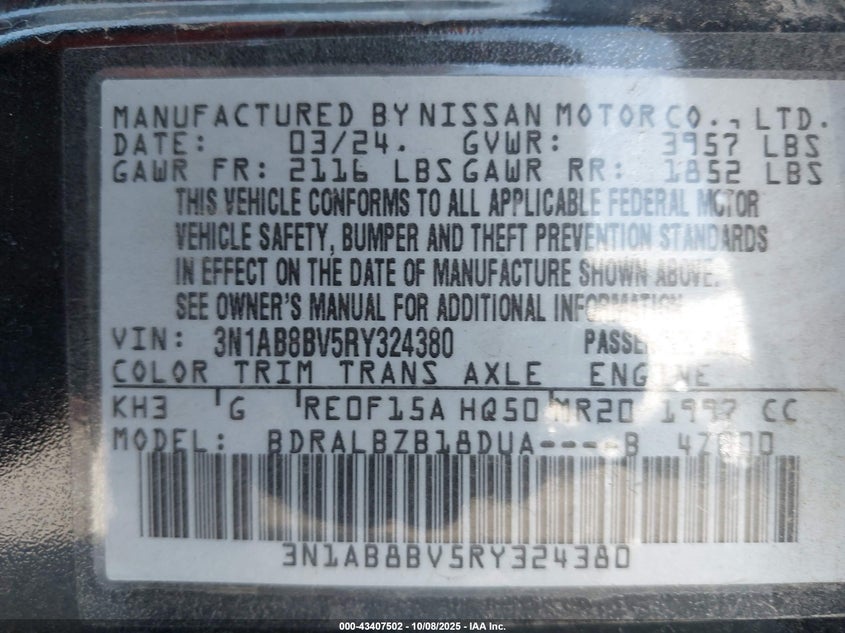 MANUFACTURED BY NISSAN MOTOR CO., LTD.
DATE: 03/24. GVWR: 3957 LBS
GAWR FR: 2116 LBS GAWR RR: 1852 LBS
THIS VEHICLE CONFORMS TO ALL APPLICABLE FEDERAL MOTOR
VEHICLE SAFETY, BUMPER AND THEFT PREVENTION STANDARDS
IN EFFECT ON THE DATE OF MANUFACTURE SHOWN ABOVE.
SEE OWNER'S MANUAL FOR ADDITIONAL INFORMATION.
VIN: 3N1AB8BV5RY324380
COLOR TRIM TRANS AXLE ENGINE
KH3 G RE0F15A HQ50 MR20 1997 CC
MODEL: BDRALBZB18DUA----B
3N1AB8BV5RY324380
000-43407502 - 10/08/2025 - IAA Inc.